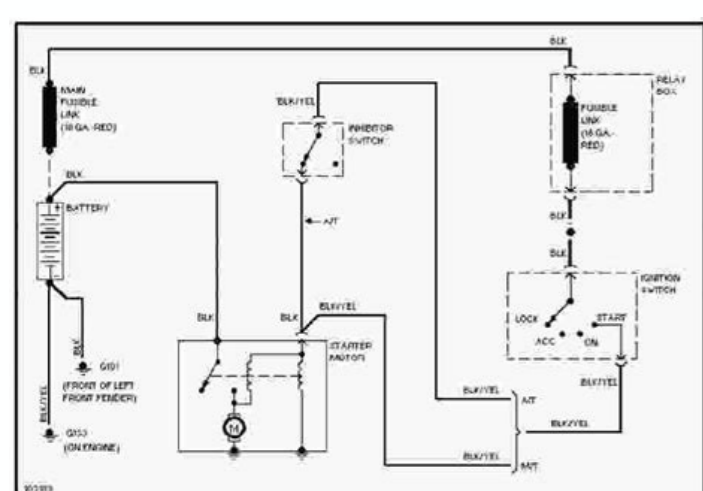 BLK
BLK
MAIN
FUSIBLE
LINK
(18 GA.-RED)
BLK/YEL
INHIBITOR
SWITCH
RELAY
BOX
FUSIBLE
LINK
(18 GA.-
RED)
BLK
BATTERY
A/T
BLK
BLK
IGNITION
SWITCH
LOCK
START
ACC
ON
BLK
BLK
BLK/YEL
STARTER
MOTOR
BLK
G101
(FRONT OF LEFT
FRONT FENDER)
BLK/YEL
G153
(ON ENGINE)
M
BLK/YEL
BLK/YEL
A/T
BLK/YEL
BLK/YEL
M/T